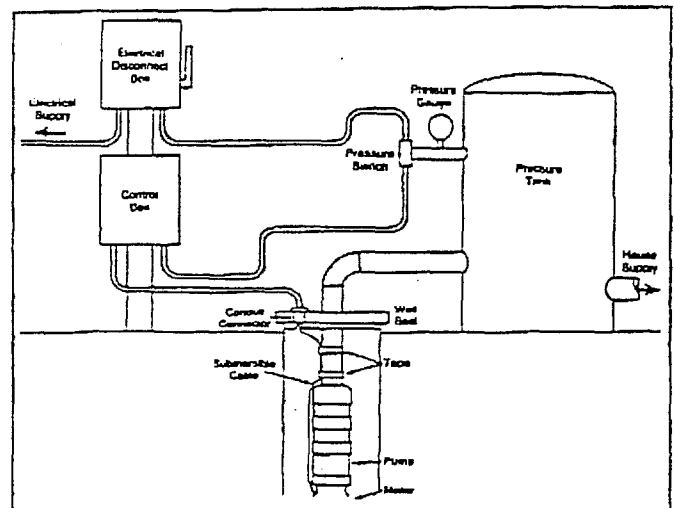 Electrical
Disconnect
Box
Electrical
Supply
Pressure
Gauge
Pressure
Switch
Pressure
Tank
Control
Box
House
Supply
Conduit
Connector
Well
Seal
Submersible
Cable
Tape
Pump
Motor